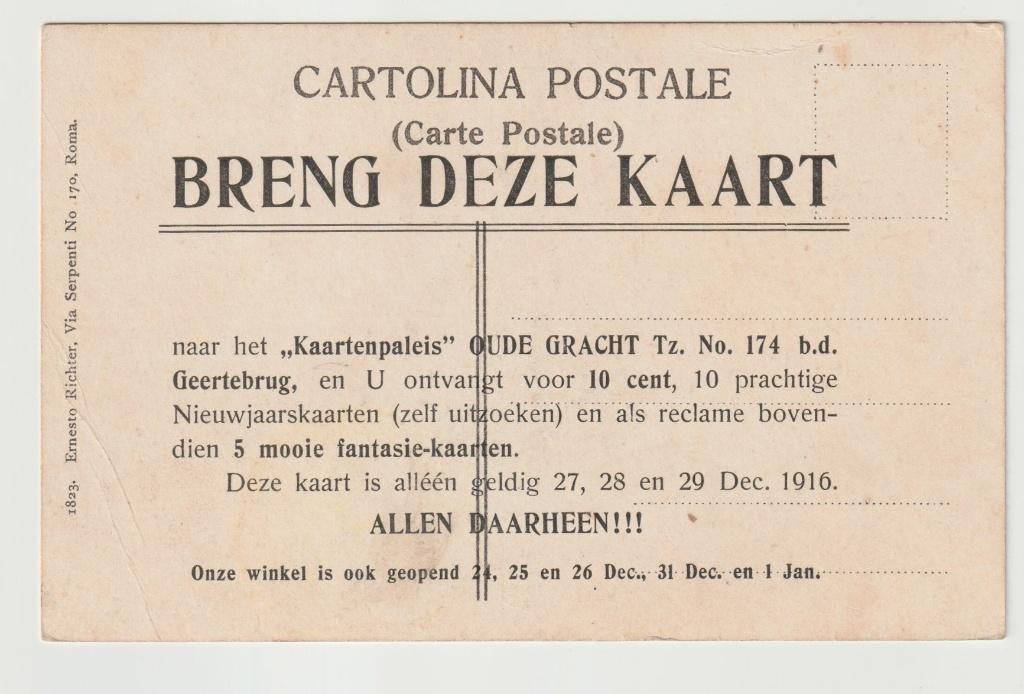 CARTOLINA POSTALE
(Carte Postale)
BRENG DEZE KAART
naar het „Kaartenpaleis” OUDE GRACHT Tz. No. 174 b.d.
Geertebrug, en U ontvangt voor 10 cent, 10 prachtige
Nieuwjaarskaarten (zelf uitzoeken) en als reclame boven-
dien 5 mooie fantasie-kaarten.
Deze kaart is alléén geldig 27, 28 en 29 Dec. 1916.
ALLEN DAARHEEN!!!
Onze winkel is ook geopend 24, 25 en 26 Dec., 31 Dec. en 1 Jan.
1823. Ernesto Richter, Via Serpenti No 170, Roma.